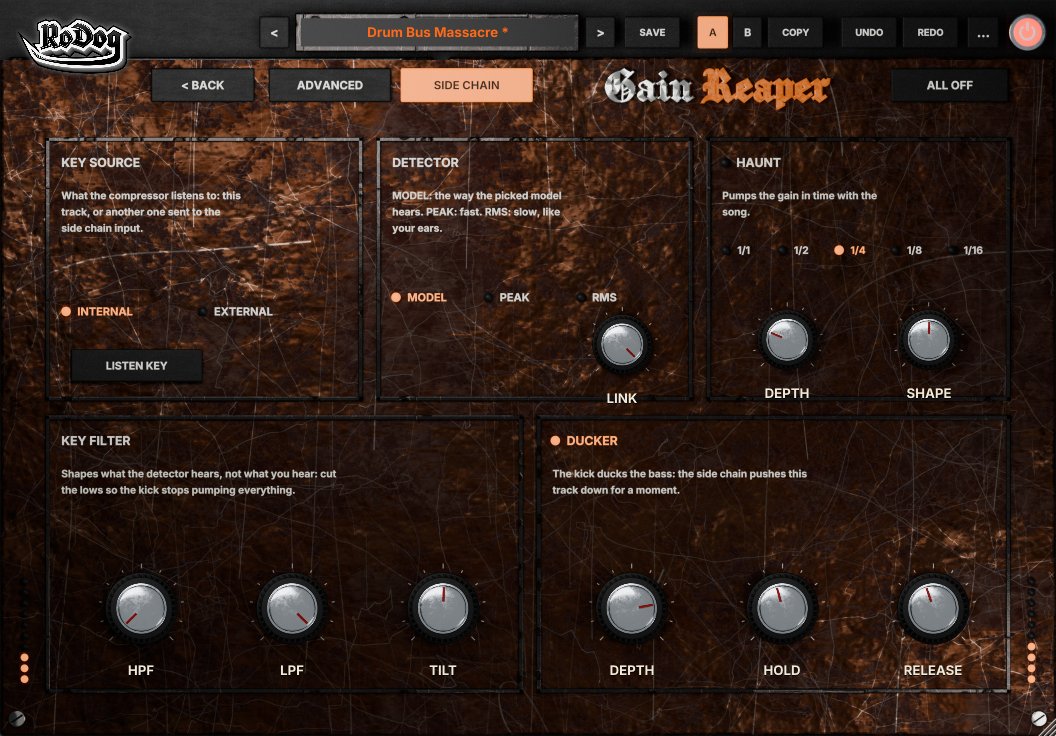 RoDog
<
Drum Bus Massacre *
>
SAVE
A
B
COPY
UNDO
REDO
...
< BACK
ADVANCED
SIDE CHAIN
Gain Reaper
ALL OFF
KEY SOURCE
What the compressor listens to: this
track, or another one sent to the
side chain input.
INTERNAL
EXTERNAL
LISTEN KEY
DETECTOR
MODEL: the way the picked model
hears. PEAK: fast. RMS: slow, like
your ears.
MODEL
PEAK
RMS
LINK
HAUNT
Pumps the gain in time with the
song.
1/1
1/2
1/4
1/8
1/16
DEPTH
SHAPE
KEY FILTER
Shapes what the detector hears, not what you hear: cut
the lows so the kick stops pumping everything.
HPF
LPF
TILT
DUCKER
The kick ducks the bass: the side chain pushes this
track down for a moment.
DEPTH
HOLD
RELEASE